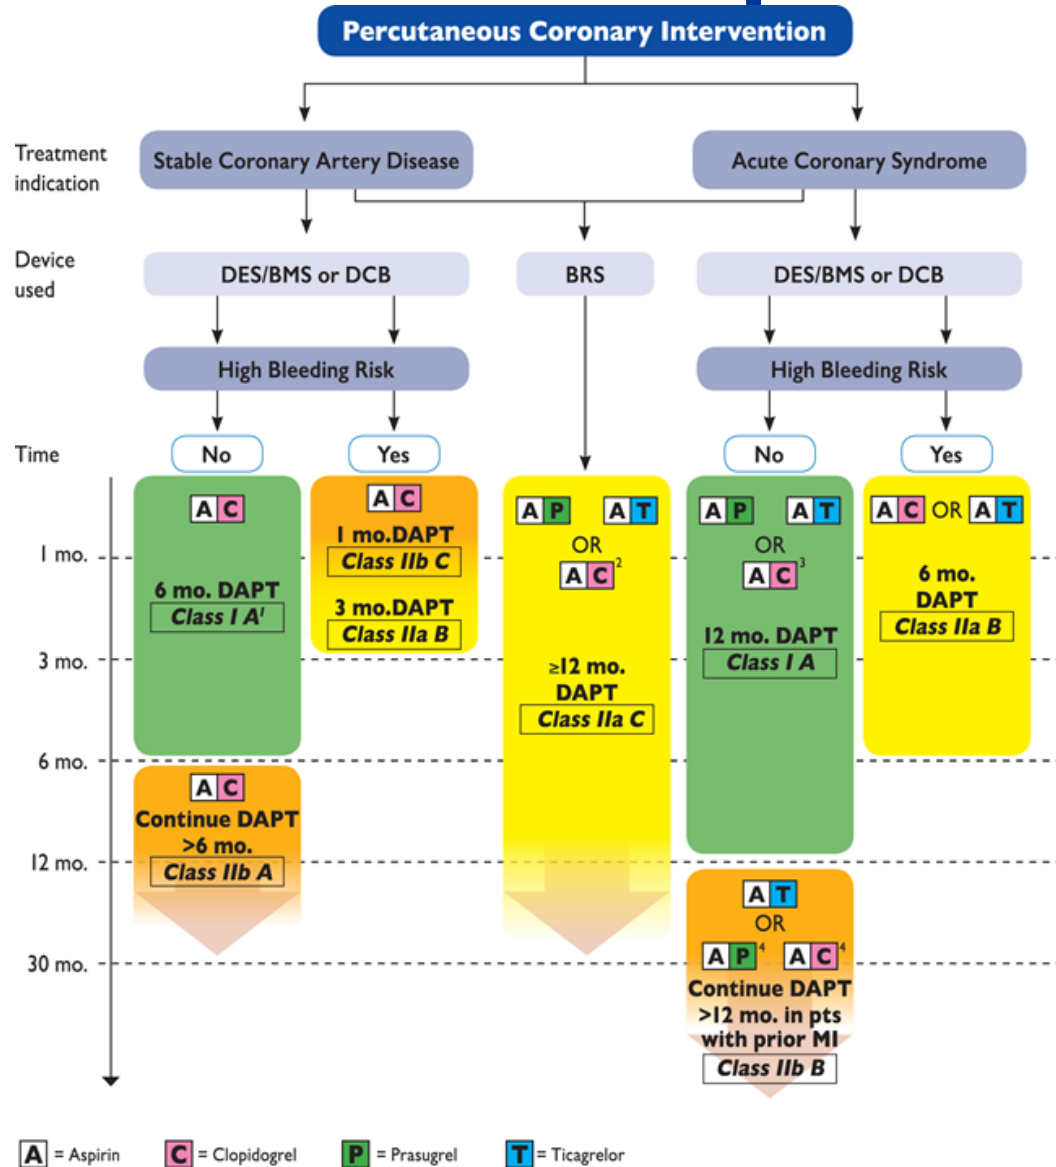 Percutaneous Coronary Intervention
Treatment
indication
Stable Coronary Artery Disease
Acute Coronary Syndrome
Device
used
DES/BMS or DCB
BRS
DES/BMS or DCB
High Bleeding Risk
High Bleeding Risk
Time
No
Yes
No
Yes
A C
6 mo. DAPT
Class I A¹
A C
Continue DAPT
>6 mo.
Class IIb A
A C
1 mo.DAPT
Class IIb C
3 mo.DAPT
Class IIa B
A P A T
OR
A C²
≥12 mo.
DAPT
Class IIa C
A P A T
OR
A C³
12 mo. DAPT
Class I A
A T
OR
A P⁴ A C⁴
Continue DAPT
>12 mo. in pts
with prior MI
Class IIb B
A C OR A T
6 mo.
DAPT
Class IIa B
1 mo.
3 mo.
6 mo.
12 mo.
30 mo.
A = Aspirin C = Clopidogrel P = Prasugrel T = Ticagrelor